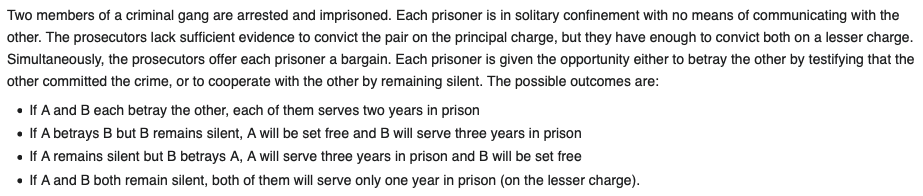 Two members of a criminal gang are arrested and imprisoned. Each prisoner is in solitary confinement with no means of communicating with the
other. The prosecutors lack sufficient evidence to convict the pair on the principal charge, but they have enough to convict both on a lesser charge.
Simultaneously, the prosecutors offer each prisoner a bargain. Each prisoner is given the opportunity either to betray the other by testifying that the
other committed the crime, or to cooperate with the other by remaining silent. The possible outcomes are:
• If A and B each betray the other, each of them serves two years in prison
• If A betrays B but B remains silent, A will be set free and B will serve three years in prison
• If A remains silent but B betrays A, A will serve three years in prison and B will be set free
• If A and B both remain silent, both of them will serve only one year in prison (on the lesser charge).